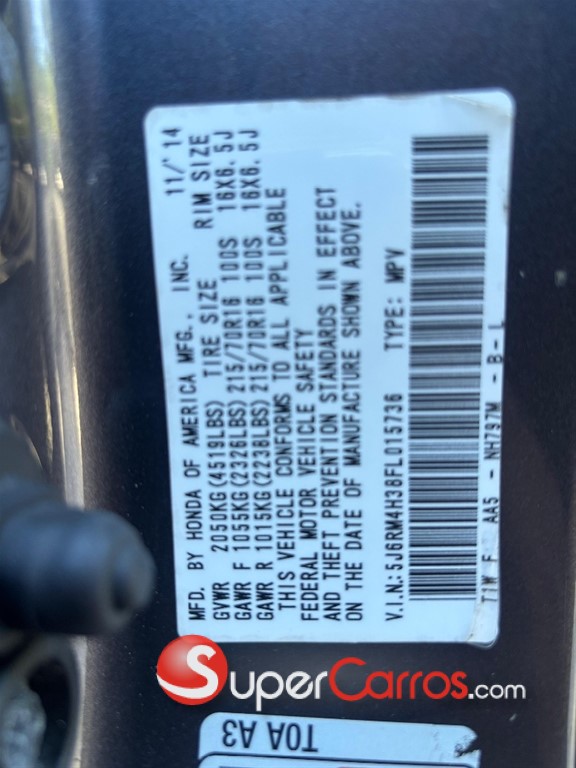 MFD. BY HONDA OF AMERICA MFG., INC. 11/'14
GVWR 2050KG(4519LBS) TIRE SIZE RIM SIZE
GAWR F 1055KG(2326LBS)215/70R16 100S 16X6.5J
GAWR R 1015KG(2238LBS)215/70R16 100S 16X6.5J
THIS VEHICLE CONFORMS TO ALL APPLICABLE
FEDERAL MOTOR VEHICLE SAFETY
AND THEFT PREVENTION STANDARDS IN EFFECT
ON THE DATE OF MANUFACTURE SHOWN ABOVE.
V.I.N.:5J6RM4H38FL015736 TYPE: MPV
T1W F AA5 - NH797M - B-L
SuperCarros.com
T0A A3